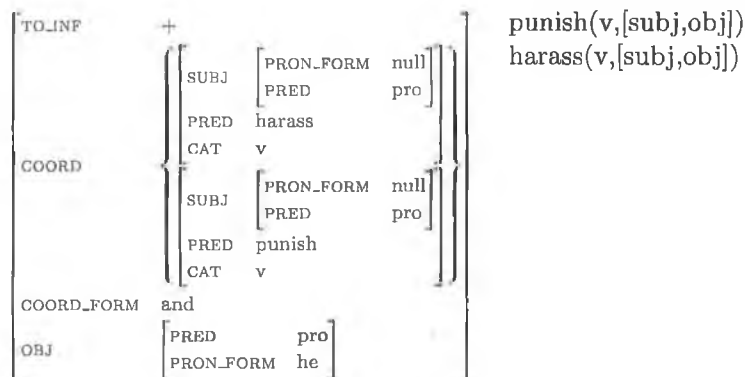 TO_INF +
COORD
SUBJ PRON_FORM null
PRED pro
PRED harass
CAT v
SUBJ PRON_FORM null
PRED pro
PRED punish
CAT v
COORD_FORM and
OBJ PRED pro
PRON_FORM he
punish(v,[subj,obj])
harass(v,[subj,obj])